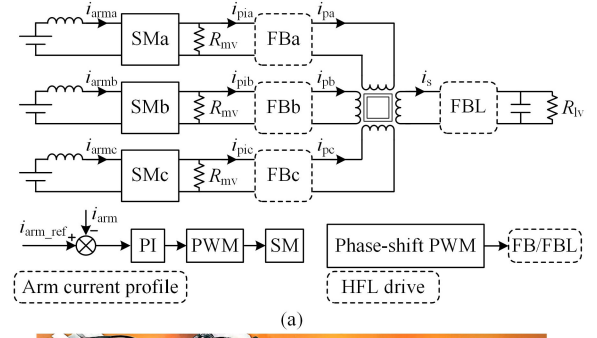 i_arma i_pia i_pa
SMa R_mv FBa
i_armb i_pib i_pb i_s
SMb R_mv FBb FBL R_lv
i_armc i_pic i_pc
SMc R_mv FBc
i_arm_ref + − i_arm
PI PWM SM Phase-shift PWM FB/FBL
Arm current profile HFL drive
(a)